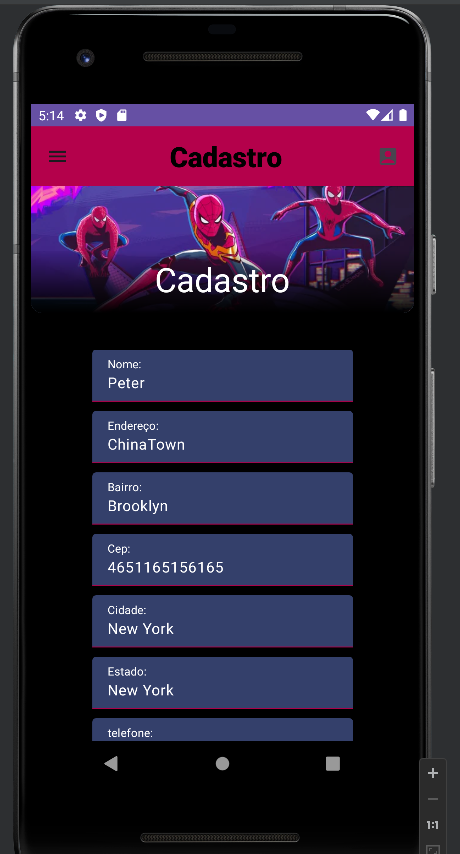 5:14
Cadastro
Cadastro
Nome:
Peter
Endereço:
ChinaTown
Bairro:
Brooklyn
Cep:
4651165156165
Cidade:
New York
Estado:
New York
telefone:
1:1